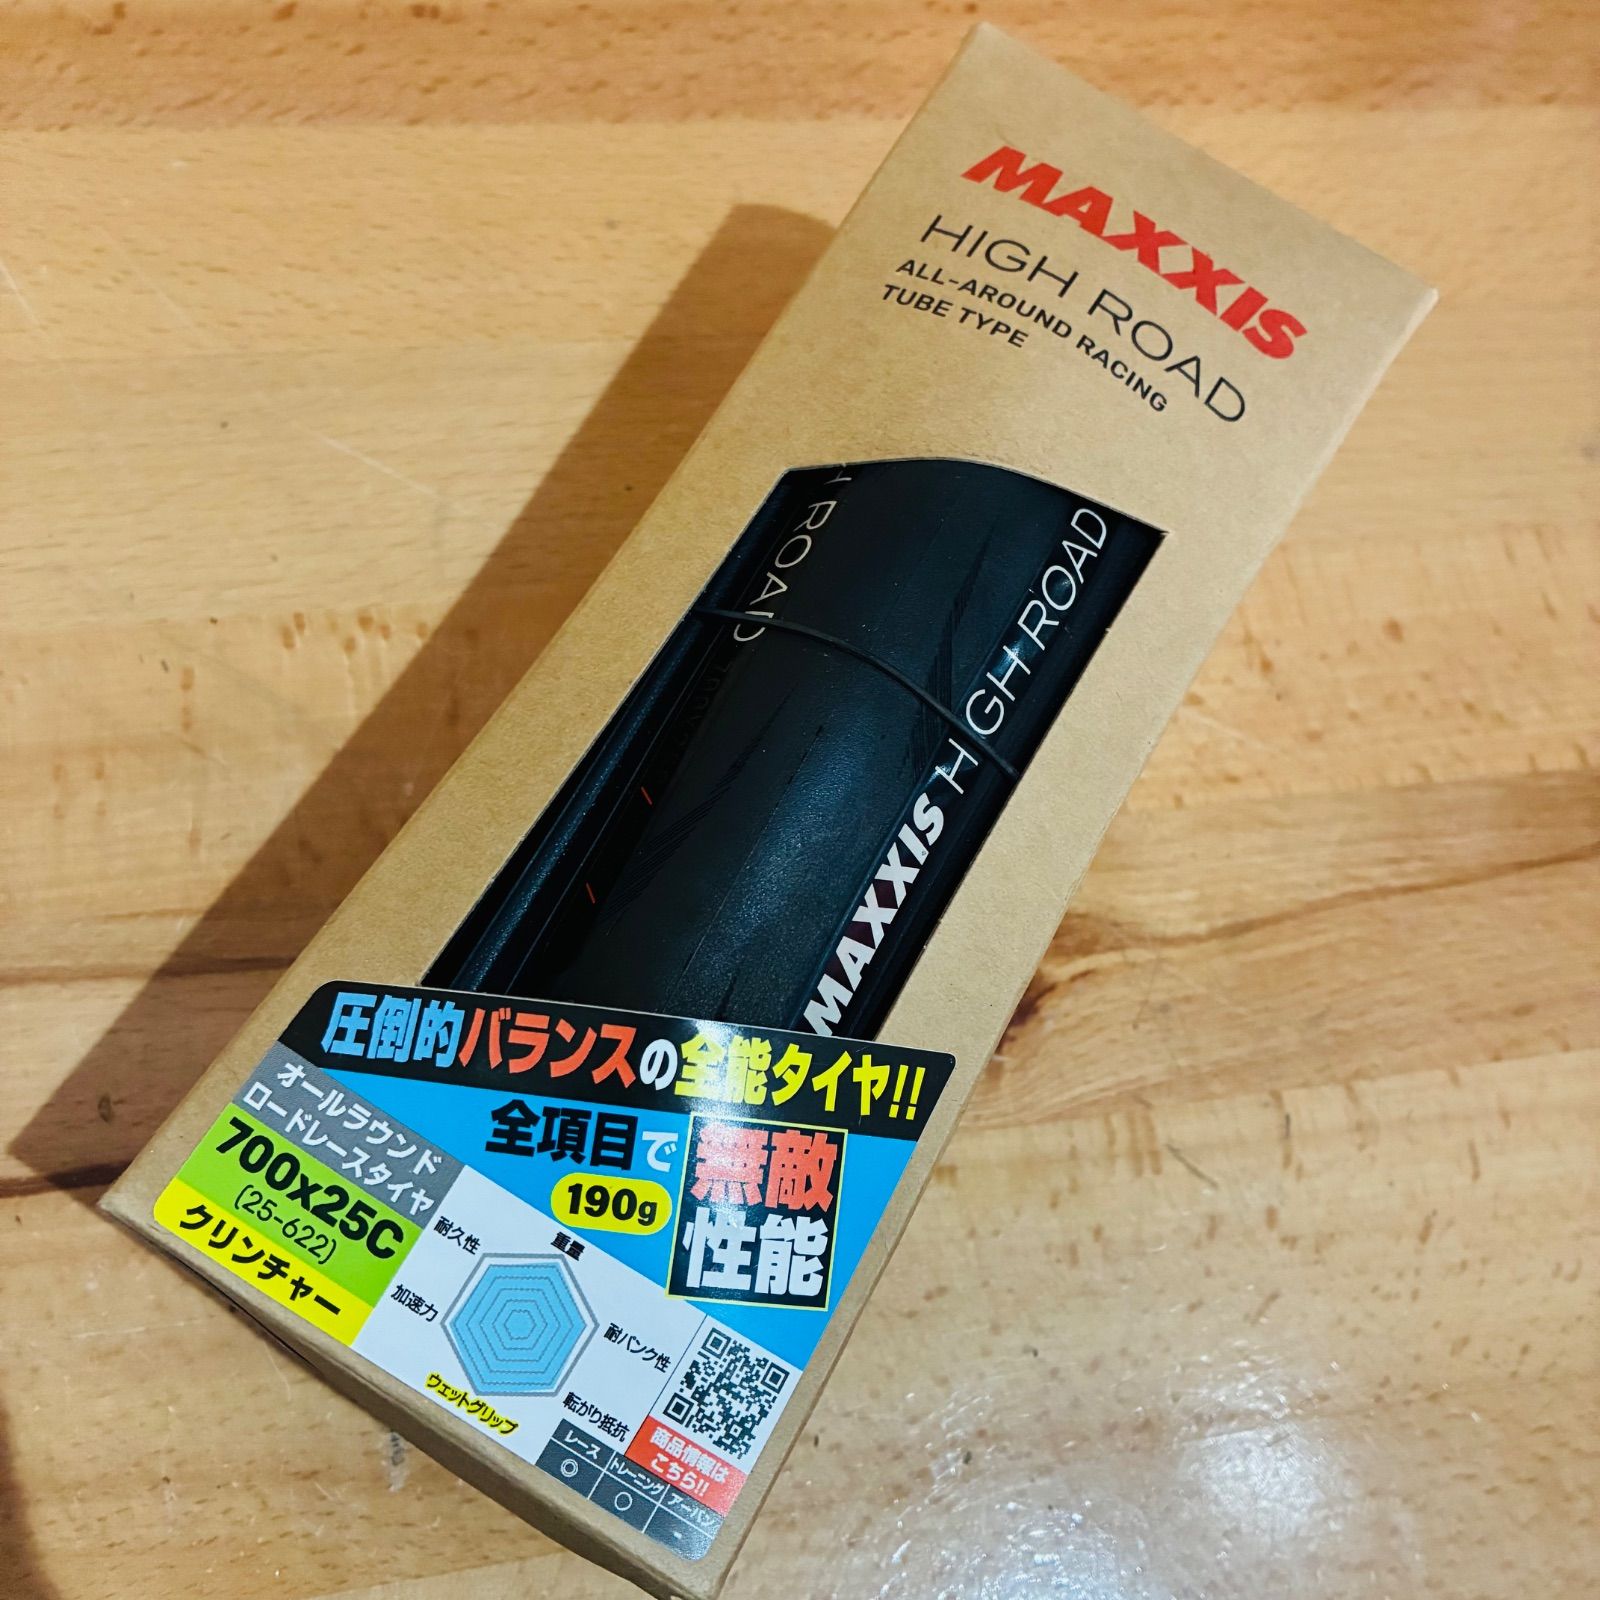 MAXXIS
HIGH ROAD
ALL-AROUND RACING
TUBE TYPE
H ROAD
MAXXIS HIGH ROAD
圧倒的バランスの全能タイヤ!!
全項目で
無敵
性能
190g
オールラウンド
ロードレースタイヤ
700x25C
(25-622)
クリンチャー
重量
耐久性
耐パンク性
加速力
転がり抵抗
ウェットグリップ
商品情報は
こちら!!
レース
トレーニング
アーバン
◎
○
-